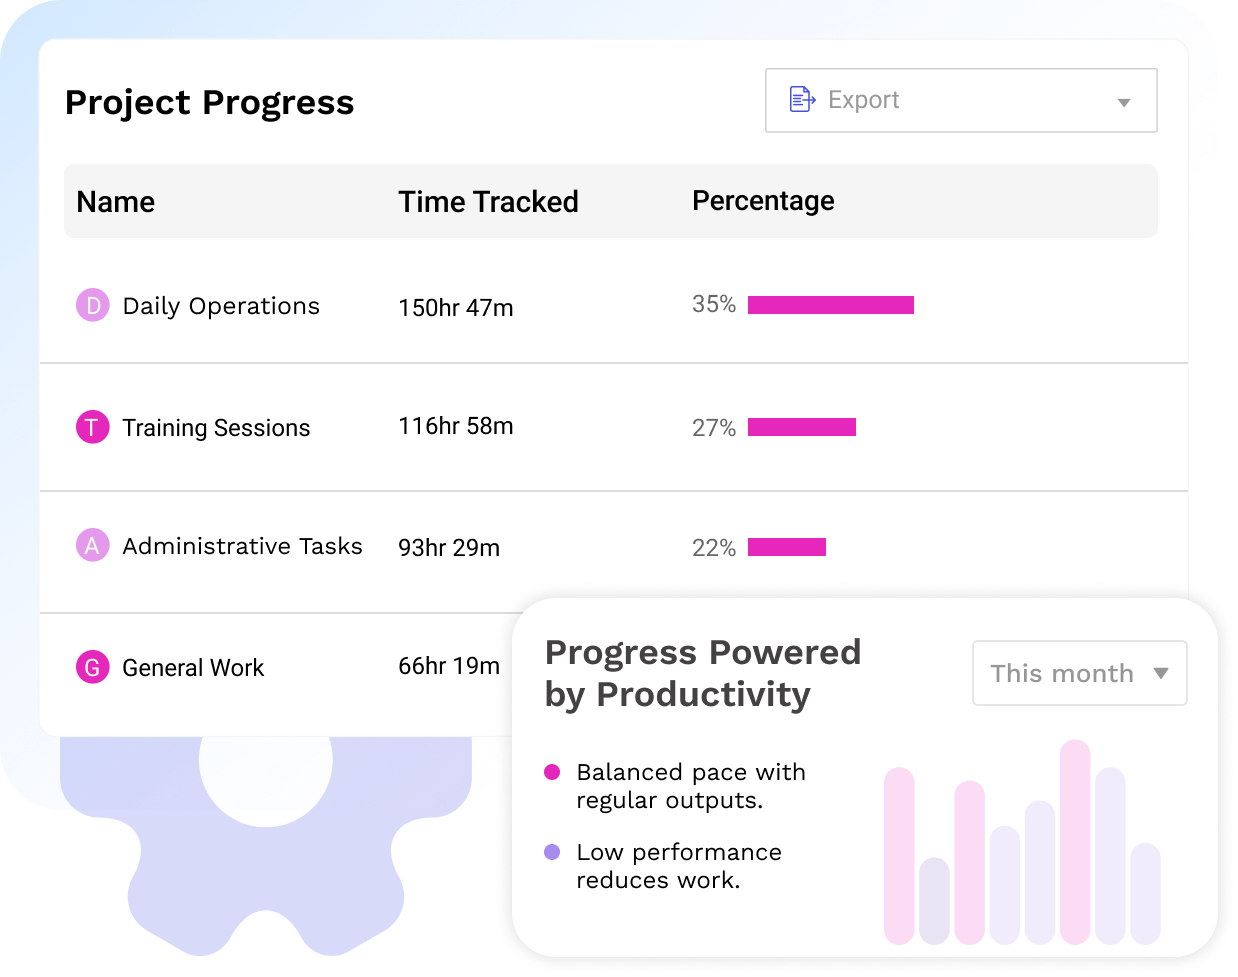 Project Progress
Export
Name Time Tracked Percentage
D Daily Operations 150hr 47m 35%
T Training Sessions 116hr 58m 27%
A Administrative Tasks 93hr 29m 22%
G General Work 66hr 19m
Progress Powered
by Productivity
This month
Balanced pace with
regular outputs.
Low performance
reduces work.